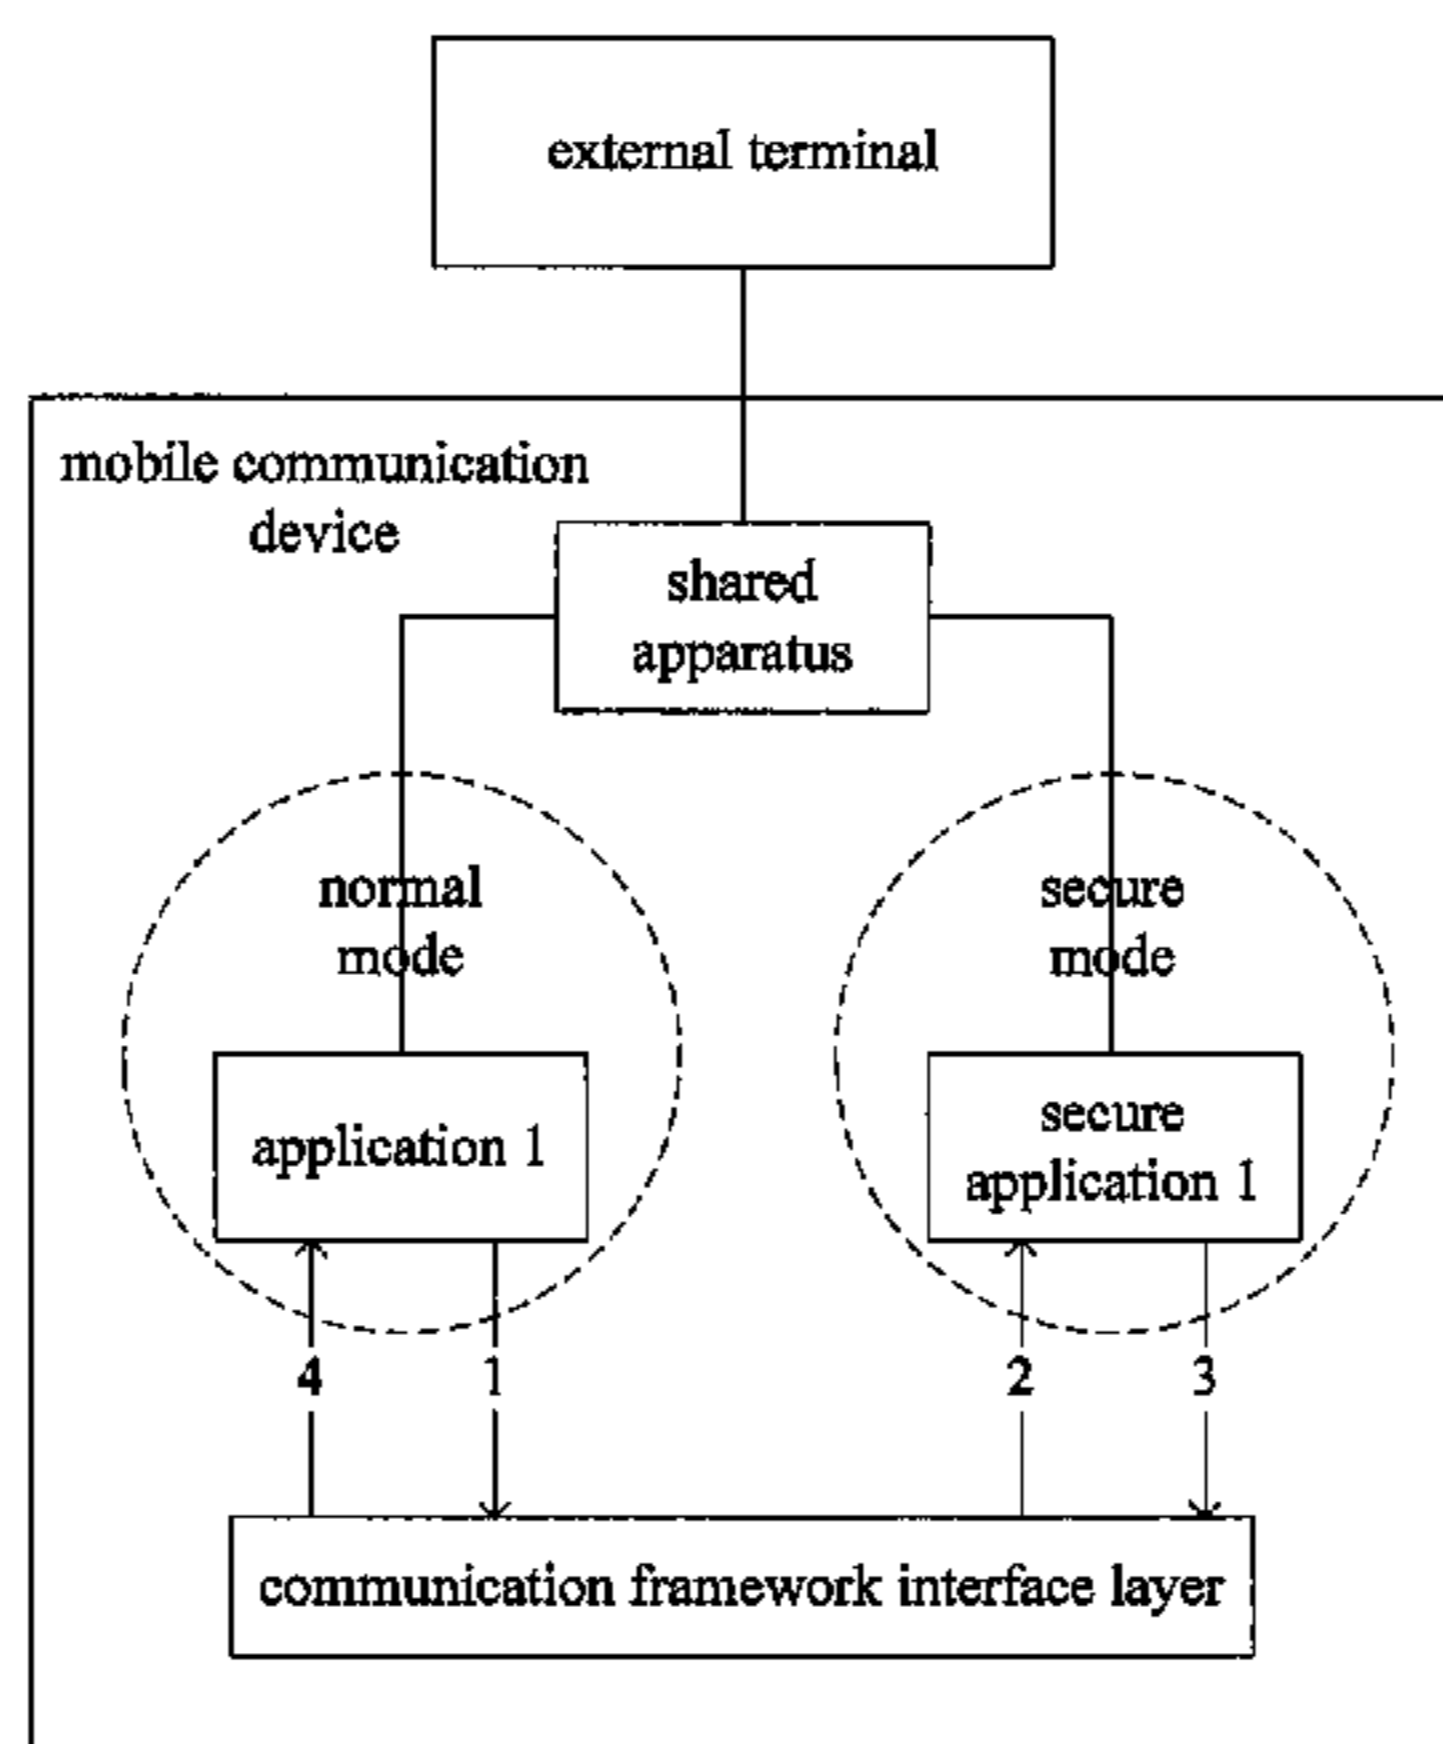 external terminal
mobile communication
device
shared
apparatus
normal
mode
secure
mode
application 1
secure
application 1
4
1
2
3
communication framework interface layer